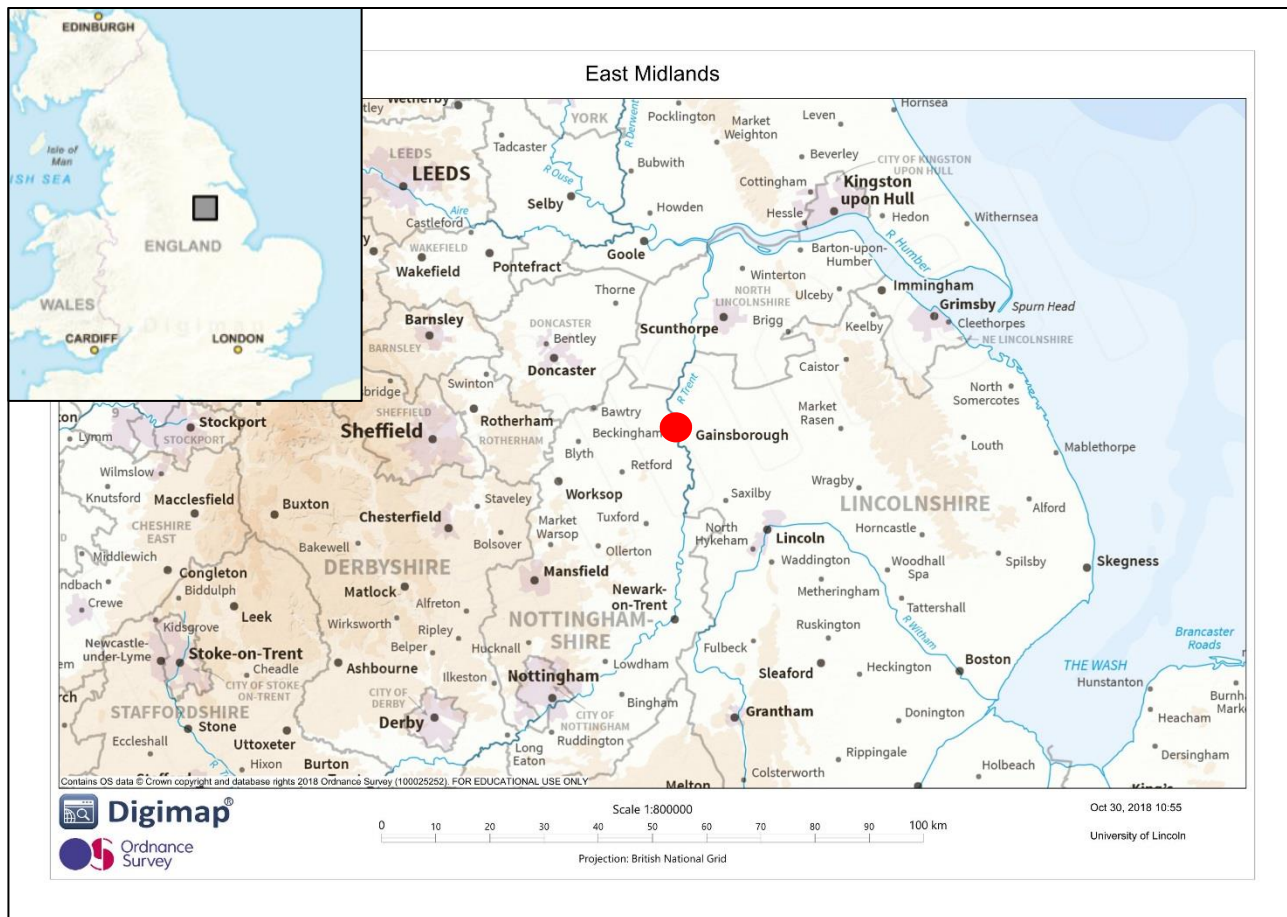 EDINBURGH
Isle of
Man
ISH SEA
ENGLAND
WALES
Digimap
CARDIFF
LONDON
East Midlands
Wetherby
YORK
Pocklington
Market
Weighton
Leven
Hornsea
Tadcaster
R Derwent
Bubwith
Beverley
LEEDS
LEEDS
R Ouse
Selby
Cottingham
CITY OF KINGSTON
UPON HULL
Kingston
upon Hull
Howden
Hessle
Hedon
Withernsea
Aire
Castleford
WAKEFIELD
Wakefield
Pontefract
Goole
Barton-upon-
Humber
R Humber
Winterton
Immingham
Thorne
NORTH
LINCOLNSHIRE
Ulceby
Grimsby
Spurn Head
Barnsley
BARNSLEY
DONCASTER
Bentley
Doncaster
Scunthorpe
Brigg
Keelby
Cleethorpes
NE LINCOLNSHIRE
Caistor
Swinton
R Trent
North
Somercotes
Stockport
STOCKPORT
Lymm
SHEFFIELD
Sheffield
Rotherham
ROTHERHAM
Bawtry
Beckingham
Gainsborough
Market
Rasen
Louth
Mablethorpe
Blyth
Retford
Wilmslow
Knutsford
Macclesfield
Buxton
Staveley
Worksop
Saxilby
Wragby
LINCOLNSHIRE
Alford
CHESHIRE
EAST
Chesterfield
Market
Warsop
Tuxford
North
Hykeham
Lincoln
Horncastle
Middlewich
Bakewell
Bolsover
Ollerton
Waddington
Woodhall
Spa
Spilsby
Skegness
Congleton
DERBYSHIRE
Mansfield
Metheringham
ndbach
Biddulph
Matlock
Newark-
on-Trent
Tattershall
Crewe
Leek
Alfreton
Wirksworth
NOTTINGHAM-
SHIRE
Ruskington
R Witham
Kidsgrove
Ripley
Brancaster
Roads
Newcastle-
under-Lyme
Stoke-on-Trent
Belper
Hucknall
Fulbeck
Cheadle
Ashbourne
Lowdham
Sleaford
Heckington
Boston
THE WASH
Hunstanton
CITY OF STOKE
ON-TRENT
Ilkeston
Nottingham
STAFFORDSHIRE
CITY OF
DERBY
Derby
CITY OF
NOTTINGHAM
Bingham
Grantham
Donington
Heacham
Stone
Uttoxeter
Ruddington
Eccleshall
Long
Eaton
Rippingale
Dersingham
Hixon
Burton
Colsterworth
Holbeach
Melton
King's
Contains OS data © Crown copyright and database rights 2018 Ordnance Survey (100025252). FOR EDUCATIONAL USE ONLY
Digimap®
Scale 1:800000
Oct 30, 2018 10:55
0 10 20 30 40 50 60 70 80 90 100 km
Ordnance
Survey
Projection: British National Grid
University of Lincoln